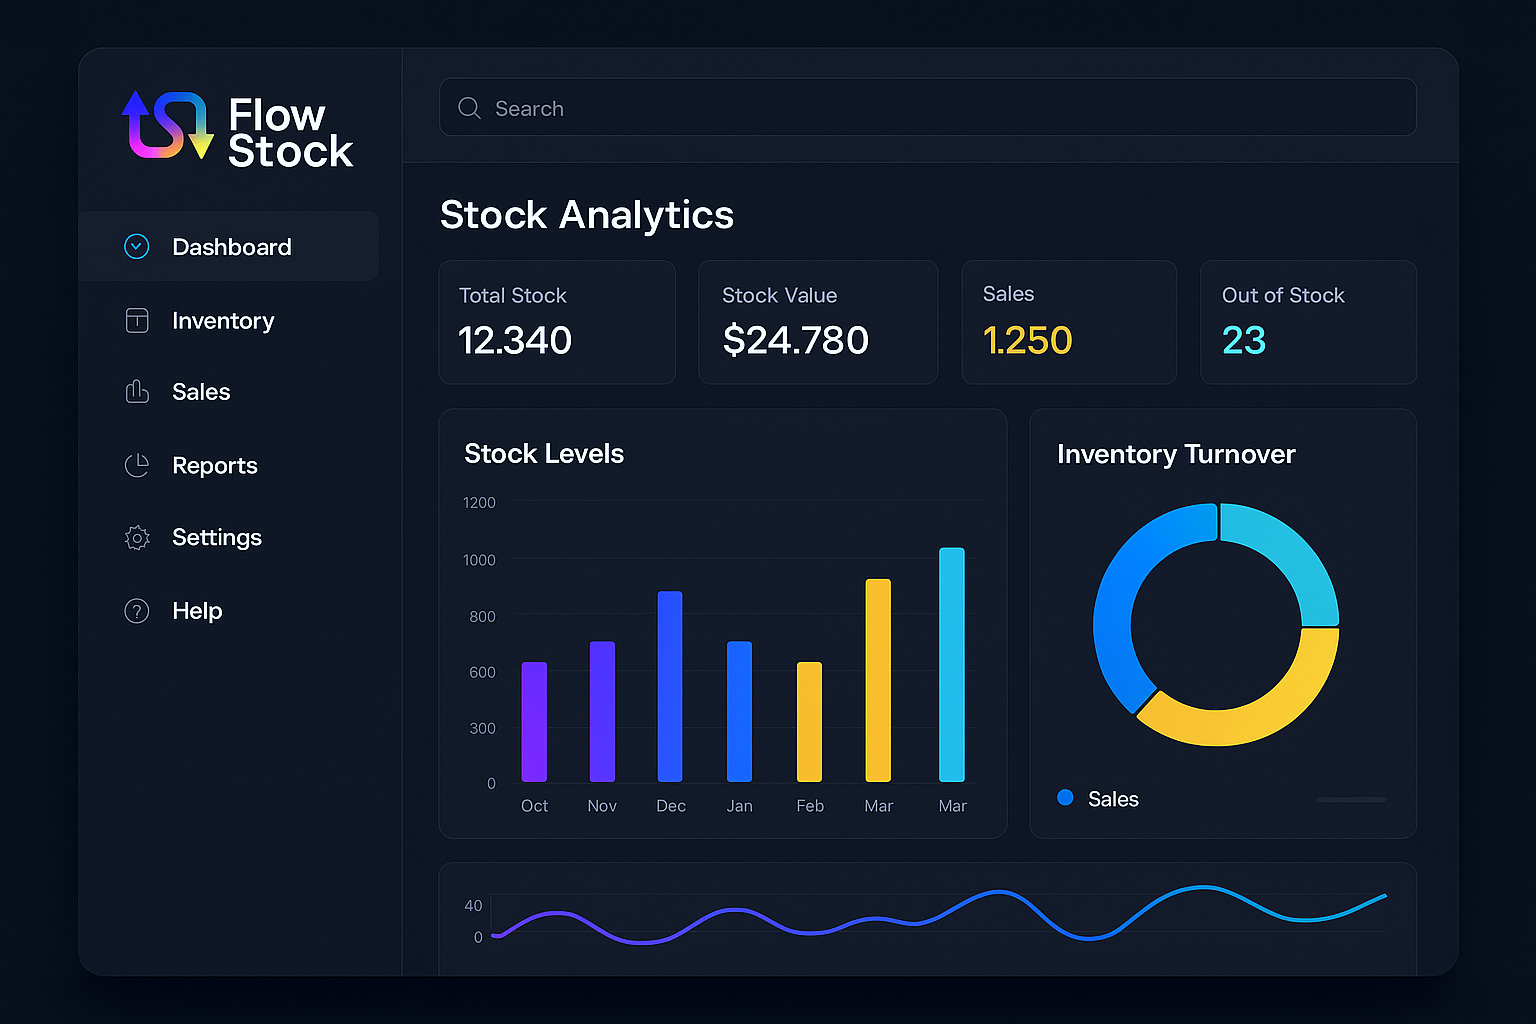 Flow
Stock
Search
Dashboard
Inventory
Sales
Reports
Settings
Help
Stock Analytics
Total Stock
12.340
Stock Value
$24.780
Sales
1.250
Out of Stock
23
Stock Levels
1200
1000
800
600
300
0
Oct Nov Dec Jan Feb Mar Mar
Inventory Turnover
Sales
40
0